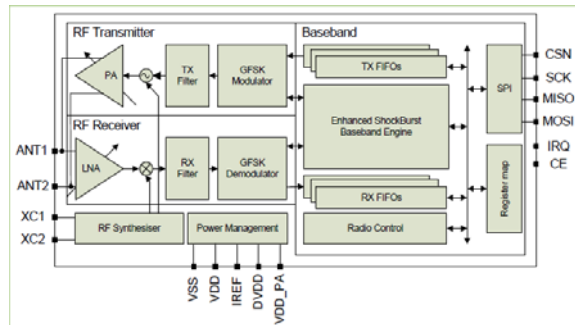 RF Transmitter
Baseband
PA
TX
Filter
GFSK
Modulator
TX FIFOs
SPI
CSN
SCK
MISO
MOSI
IRQ
CE
Enhanced ShockBurst
Baseband Engine
RF Receiver
ANT1
ANT2
LNA
RX
Filter
GFSK
Demodulator
RX FIFOs
Register map
XC1
XC2
RF Synthesiser
Power Management
Radio Control
VSS
VDD
IREF
DVDD
VDD_PA